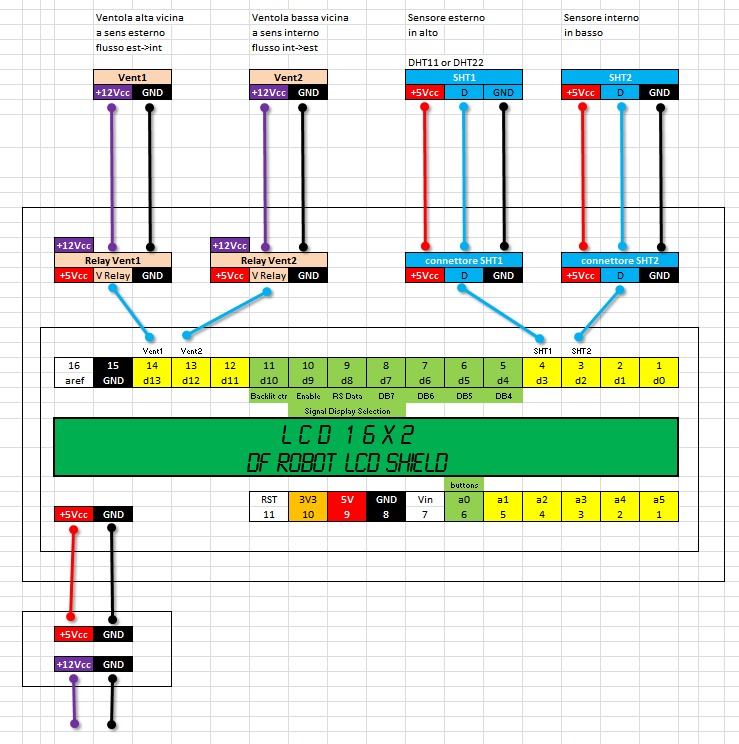 Ventola alta vicina
a sens esterno
flusso est->int
Ventola bassa vicina
a sens interno
flusso int->est
Sensore esterno
in alto
Sensore interno
in basso
DHT11 or DHT22
Vent1
+12Vcc GND
Vent2
+12Vcc GND
SHT1
+5Vcc D GND
SHT2
+5Vcc D GND
+12Vcc
Relay Vent1
+5Vcc V Relay GND
+12Vcc
Relay Vent2
+5Vcc V Relay GND
connettore SHT1
+5Vcc D GND
connettore SHT2
+5Vcc D GND
Vent1 Vent2 SHT1 SHT2
16 15 14 13 12 11 10 9 8 7 6 5 4 3 2 1
aref GND d13 d12 d11 d10 d9 d8 d7 d6 d5 d4 d3 d2 d1 d0
Backlit ctr Enable RS Data DB7 DB6 DB5 DB4
Signal Display Selection
LCD 16X2
DF ROBOT LCD SHIELD
buttons
RST 3V3 5V GND Vin a0 a1 a2 a3 a4 a5
11 10 9 8 7 6 5 4 3 2 1
+5Vcc GND
+5Vcc GND
+12Vcc GND